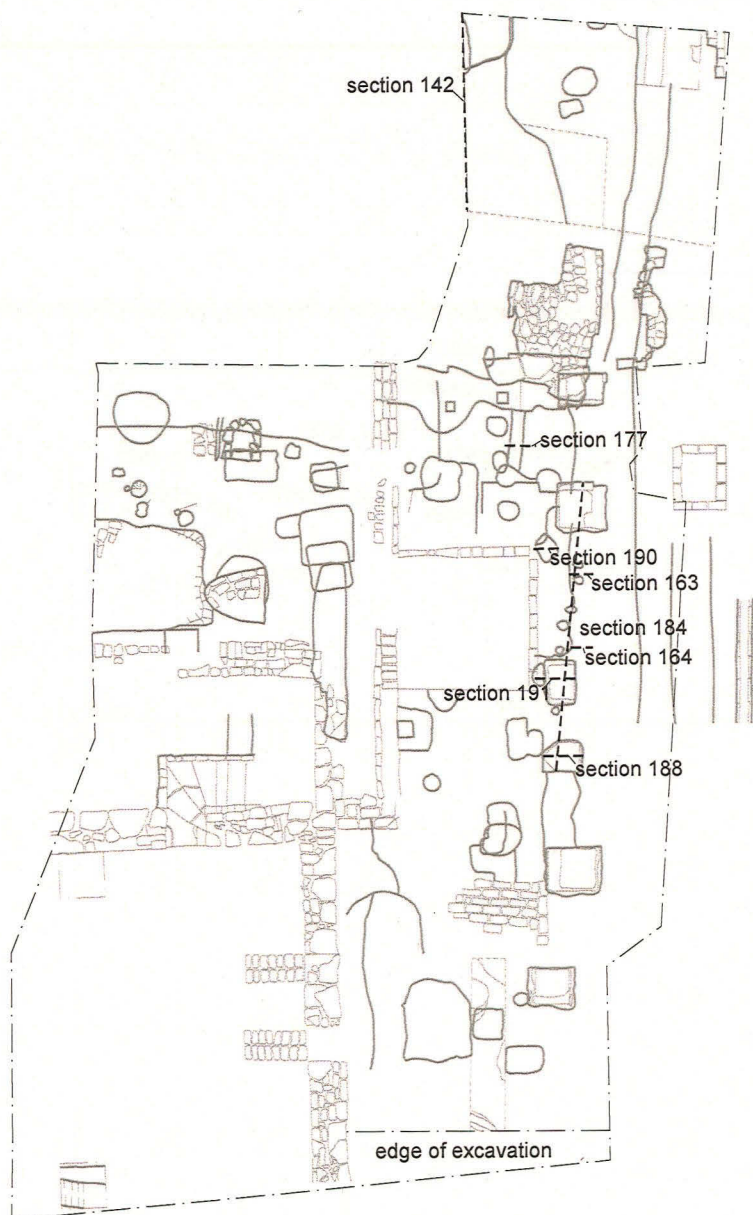 section 142
section 177
section 190
section 163
section 184
section 164
section 191
section 188
edge of excavation